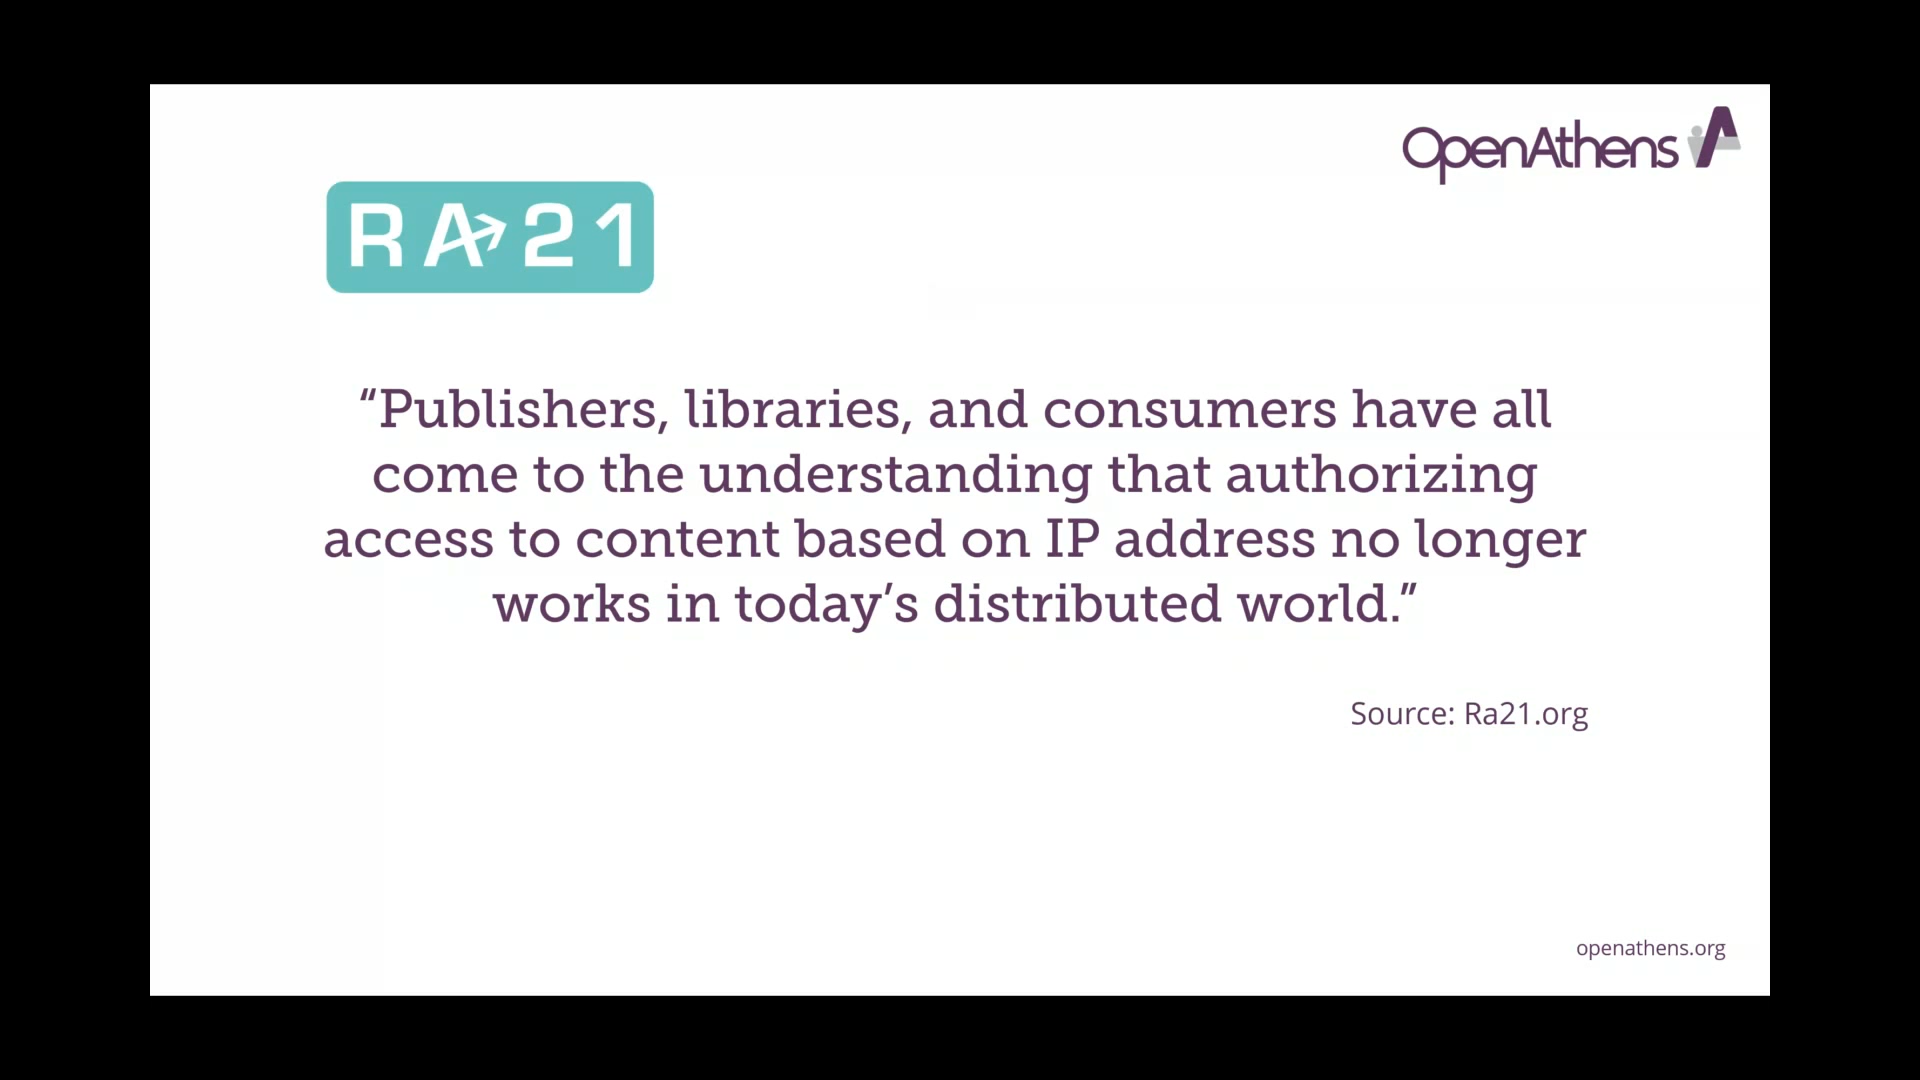 OpenAthens
RA21
“Publishers, libraries, and consumers have all
come to the understanding that authorizing
access to content based on IP address no longer
works in today’s distributed world.”
Source: Ra21.org
openathens.org